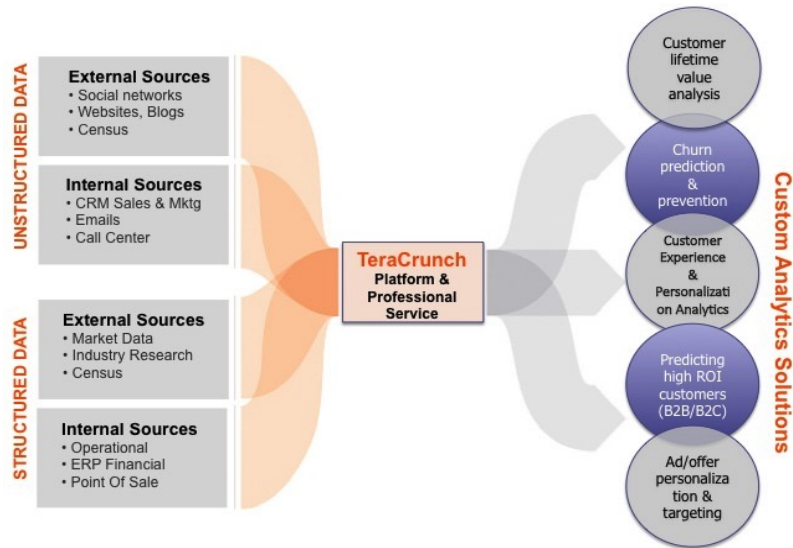 UNSTRUCTURED DATA
External Sources
• Social networks
• Websites, Blogs
• Census
Internal Sources
• CRM Sales & Mktg
• Emails
• Call Center
STRUCTURED DATA
External Sources
• Market Data
• Industry Research
• Census
Internal Sources
• Operational
• ERP Financial
• Point Of Sale
TeraCrunch
Platform &
Professional
Service
Customer
lifetime
value
analysis
Churn
prediction
&
prevention
Customer
Experience
&
Personalizati
on Analytics
Predicting
high ROI
customers
(B2B/B2C)
Ad/offer
personaliza
tion &
targeting
Custom Analytics Solutions